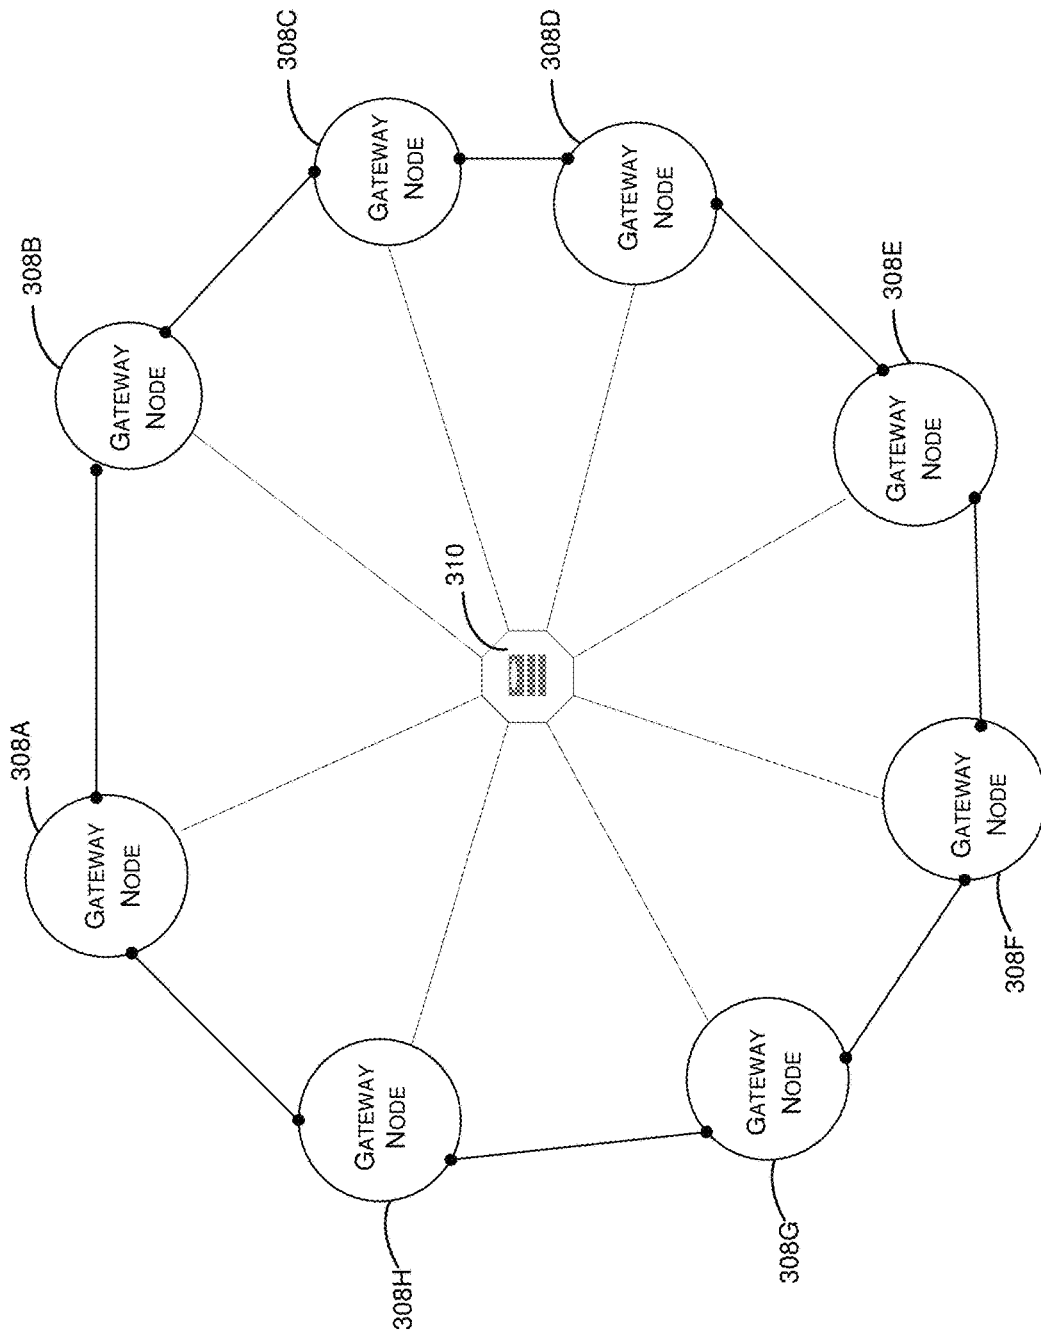 308A
GATEWAY
NODE
308B
GATEWAY
NODE
308C
GATEWAY
NODE
308D
GATEWAY
NODE
308E
GATEWAY
NODE
308F
GATEWAY
NODE
308G
GATEWAY
NODE
308H
GATEWAY
NODE
310